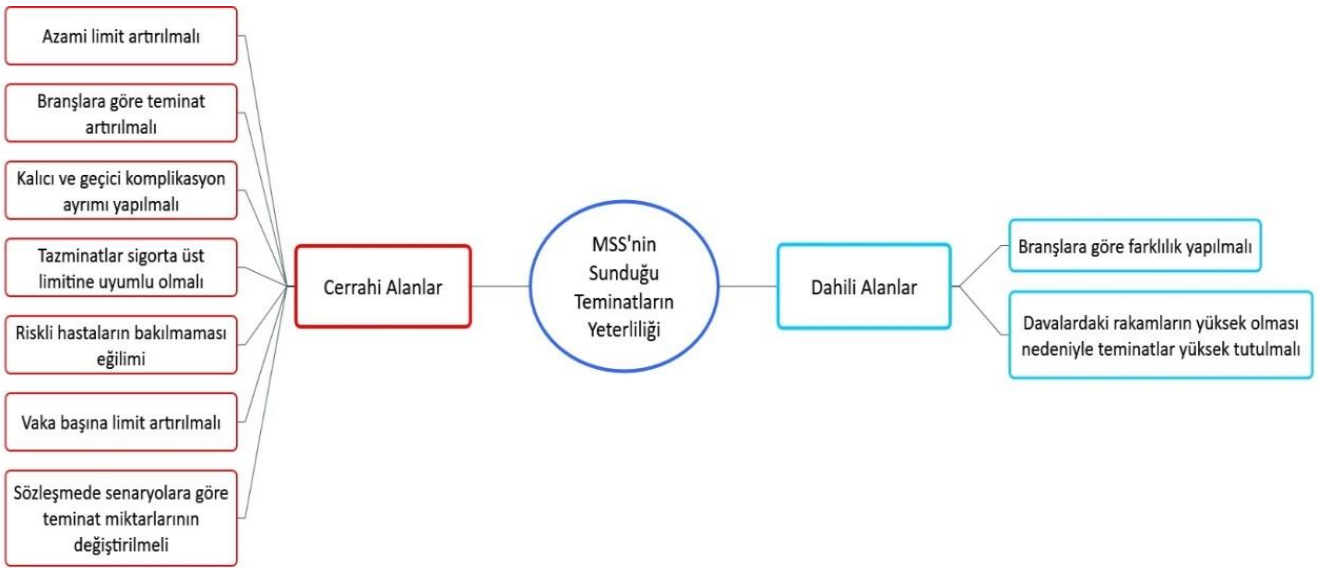 Azami limit artırılmalı
Branşlara göre teminat
artırılmalı
Kalıcı ve geçici komplikasyon
ayrımı yapılmalı
Tazminatlar sigorta üst
limitine uyumlu olmalı
Riskli hastaların bakılmaması
eğilimi
Vaka başına limit artırılmalı
Sözleşmede senaryolara göre
teminat miktarlarının
değiştirilmeli
Cerrahi Alanlar
MSS'nin
Sunduğu
Teminatların
Yeterliliği
Dahili Alanlar
Branşlara göre farklılık yapılmalı
Davalardaki rakamların yüksek olması
nedeniyle teminatlar yüksek tutulmalı